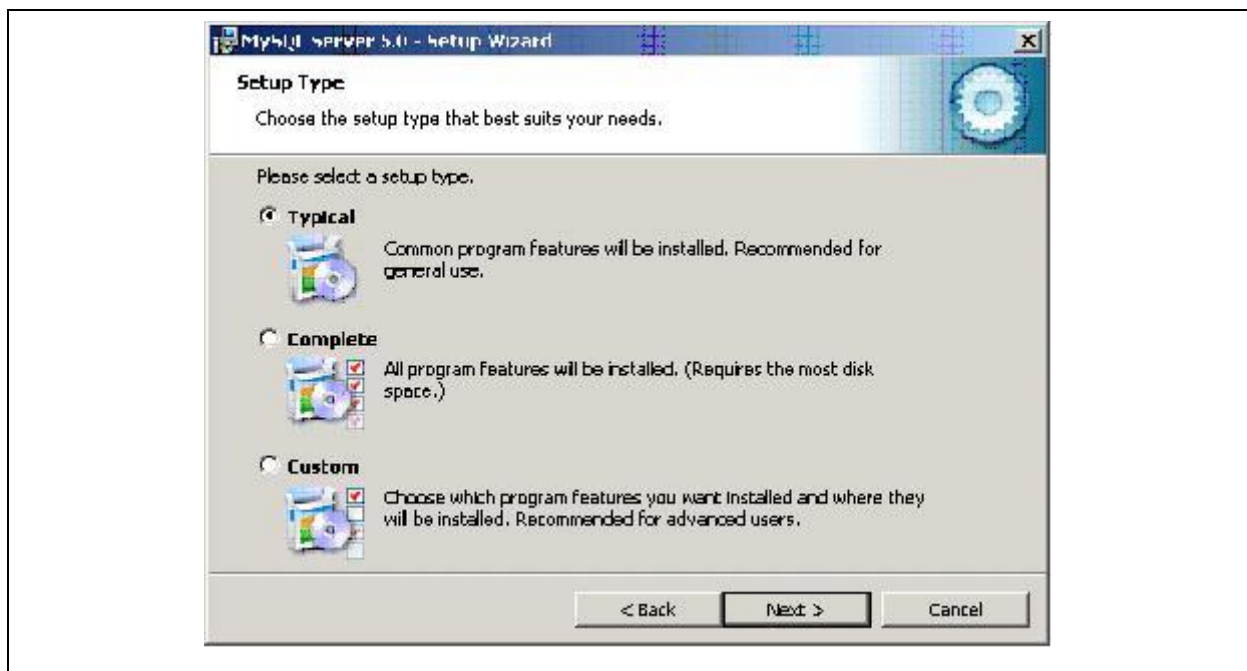 MySQL Server 5.0 - Setup Wizard
Setup Type
Choose the setup type that best suits your needs.
Please select a setup type.
Typical
Common program features will be installed. Recommended for
general use.
Complete
All program features will be installed. (Requires the most disk
space.)
Custom
Choose which program features you want installed and where they
will be installed. Recommended for advanced users.
< Back
Next >
Cancel